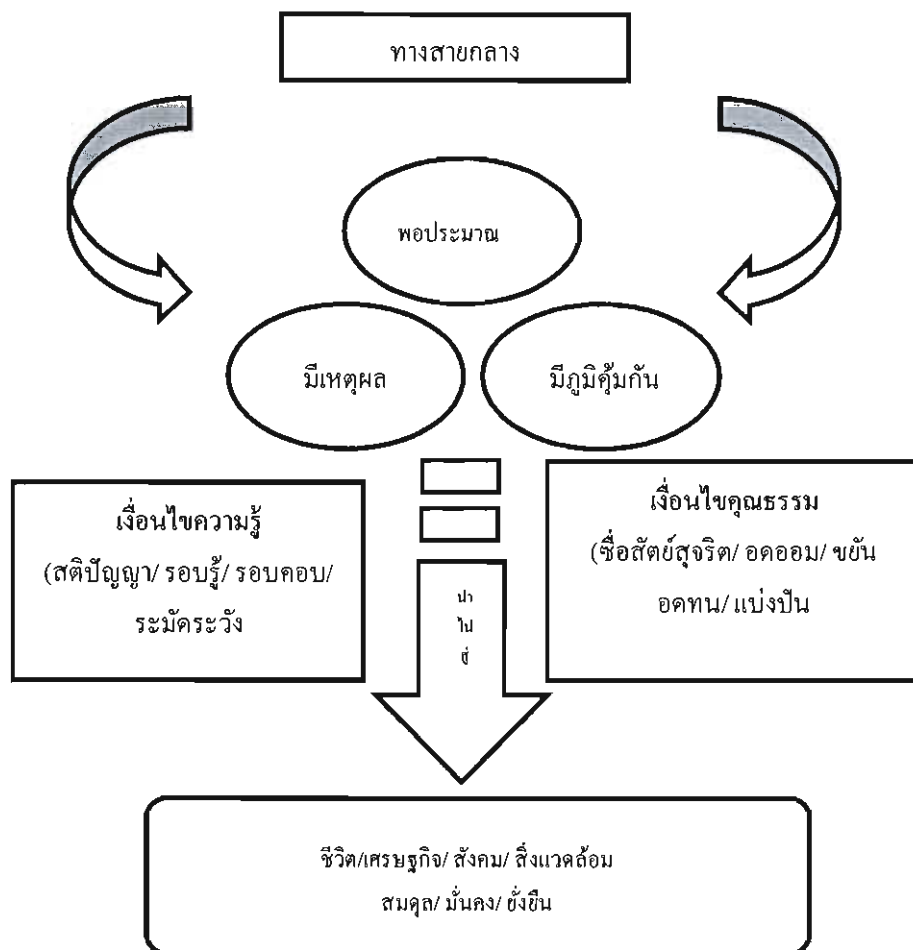 ทางสายกลาง
พอประมาณ
มีเหตุผล
มีภูมิคุ้มกัน
เงื่อนไขความรู้
(สติปัญญา/ รอบรู้/ รอบคอบ/
ระมัดระวัง
เงื่อนไขคุณธรรม
(ซื่อสัตย์สุจริต/ อดออม/ ขยัน
อดทน/ แบ่งปัน
นำ
ไป
สู่
ชีวิต/เศรษฐกิจ/ สังคม/ สิ่งแวดล้อม
สมดุล/ มั่นคง/ ยั่งยืน